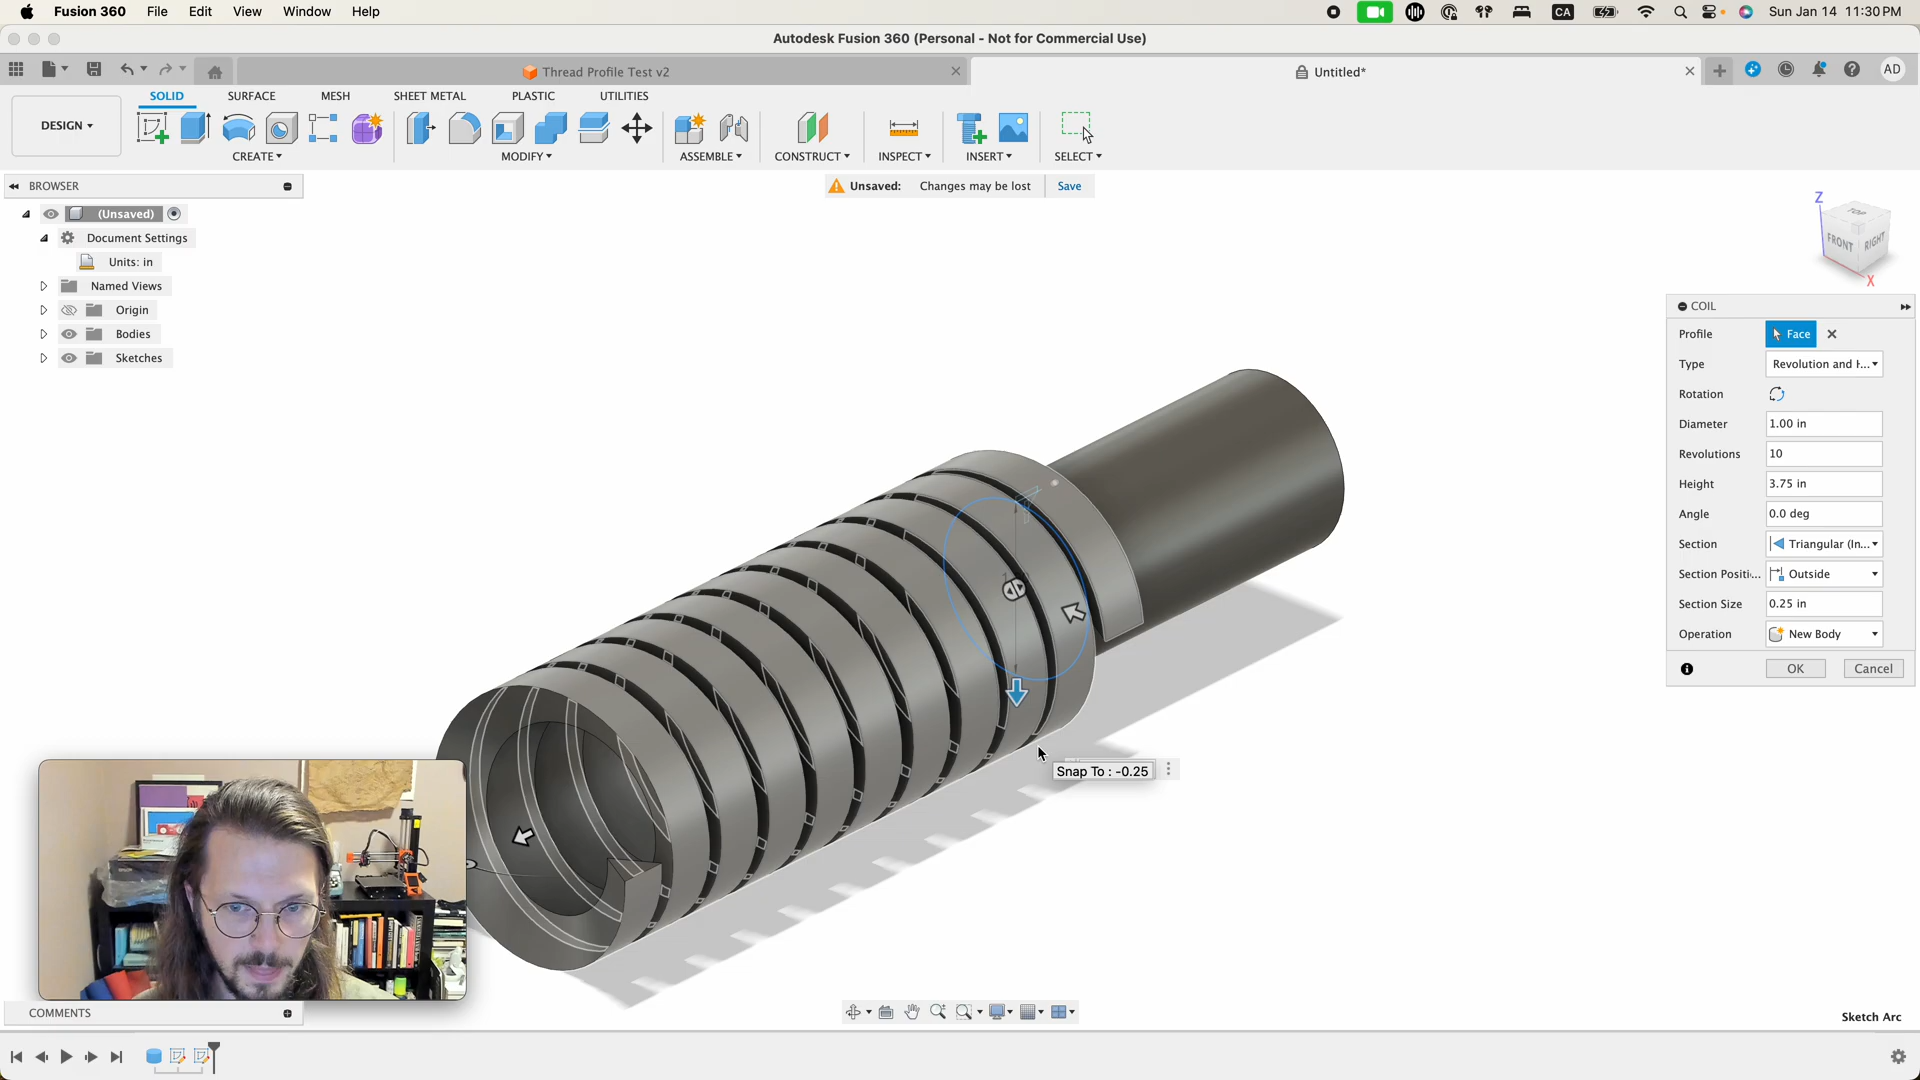 Fusion 360 File Edit View Window Help CA Sun Jan 14 11:30 PM
Autodesk Fusion 360 (Personal - Not for Commercial Use)
Thread Profile Test v2
Untitled*
AD
SOLID SURFACE MESH SHEET METAL PLASTIC UTILITIES
DESIGN
CREATE MODIFY ASSEMBLE CONSTRUCT INSPECT INSERT SELECT
BROWSER
Unsaved: Changes may be lost Save
(Unsaved)
Document Settings
Units: in
Named Views
Origin
Bodies
Sketches
Z
TOP
FRONT
RIGHT
X
COIL
Profile Face
Type Revolution and H...
Rotation
Diameter 1.00 in
Revolutions 10
Height 3.75 in
Angle 0.0 deg
Section Triangular (In...
Section Positi... Outside
Section Size 0.25 in
Operation New Body
OK Cancel
Snap To : -0.25
COMMENTS
Sketch Arc